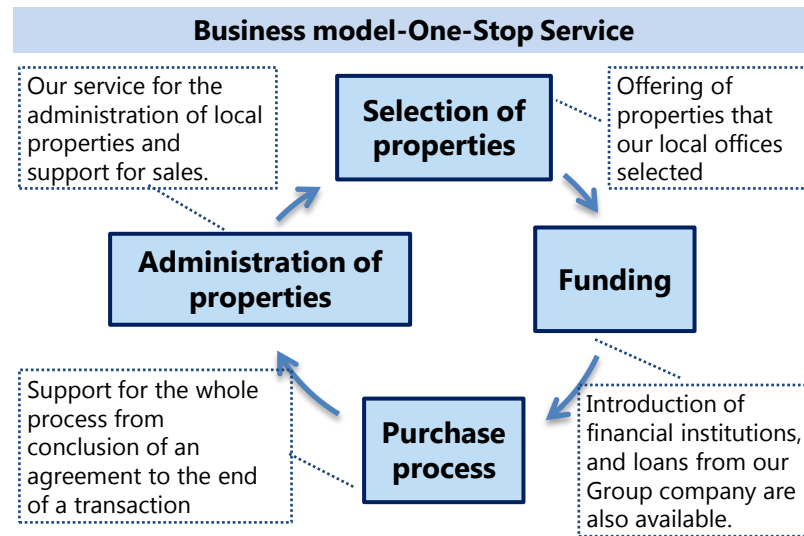 Business model-One-Stop Service
Our service for the
administration of local
properties and
support for sales.
Selection of
properties
Offering of
properties that
our local offices
selected
Administration of
properties
Funding
Support for the whole
process from
conclusion of an
agreement to the end
of a transaction
Purchase
process
Introduction of
financial institutions,
and loans from our
Group company are
also available.